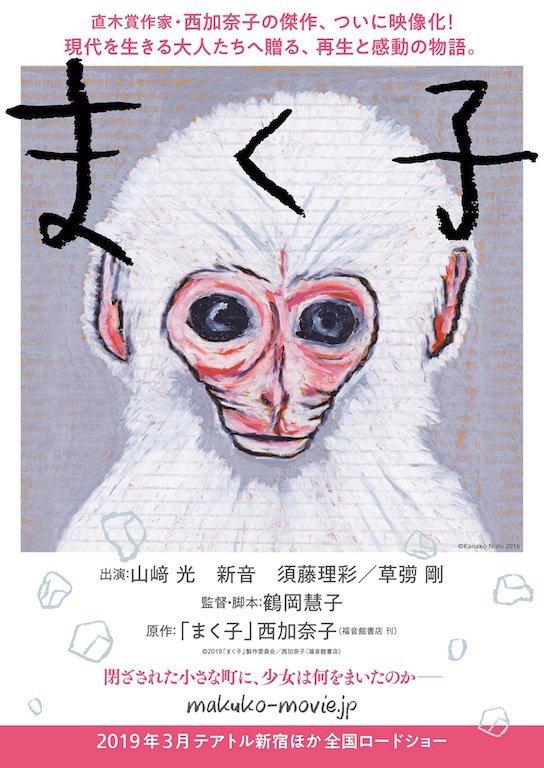 直木賞作家・西加奈子の傑作、ついに映像化!
現代を生きる大人たちへ贈る、再生と感動の物語。
まく子
©Kanako Nishi 2016
出演:山﨑 光 新音 須藤理彩/草彅 剛
監督・脚本:鶴岡慧子
原作:「まく子」西加奈子(福音館書店 刊)
©2019「まく子」製作委員会/西加奈子(福音館書店)
閉ざされた小さな町に、少女は何をまいたのか──
makuko-movie.jp
2019年3月テアトル新宿ほか全国ロードショー